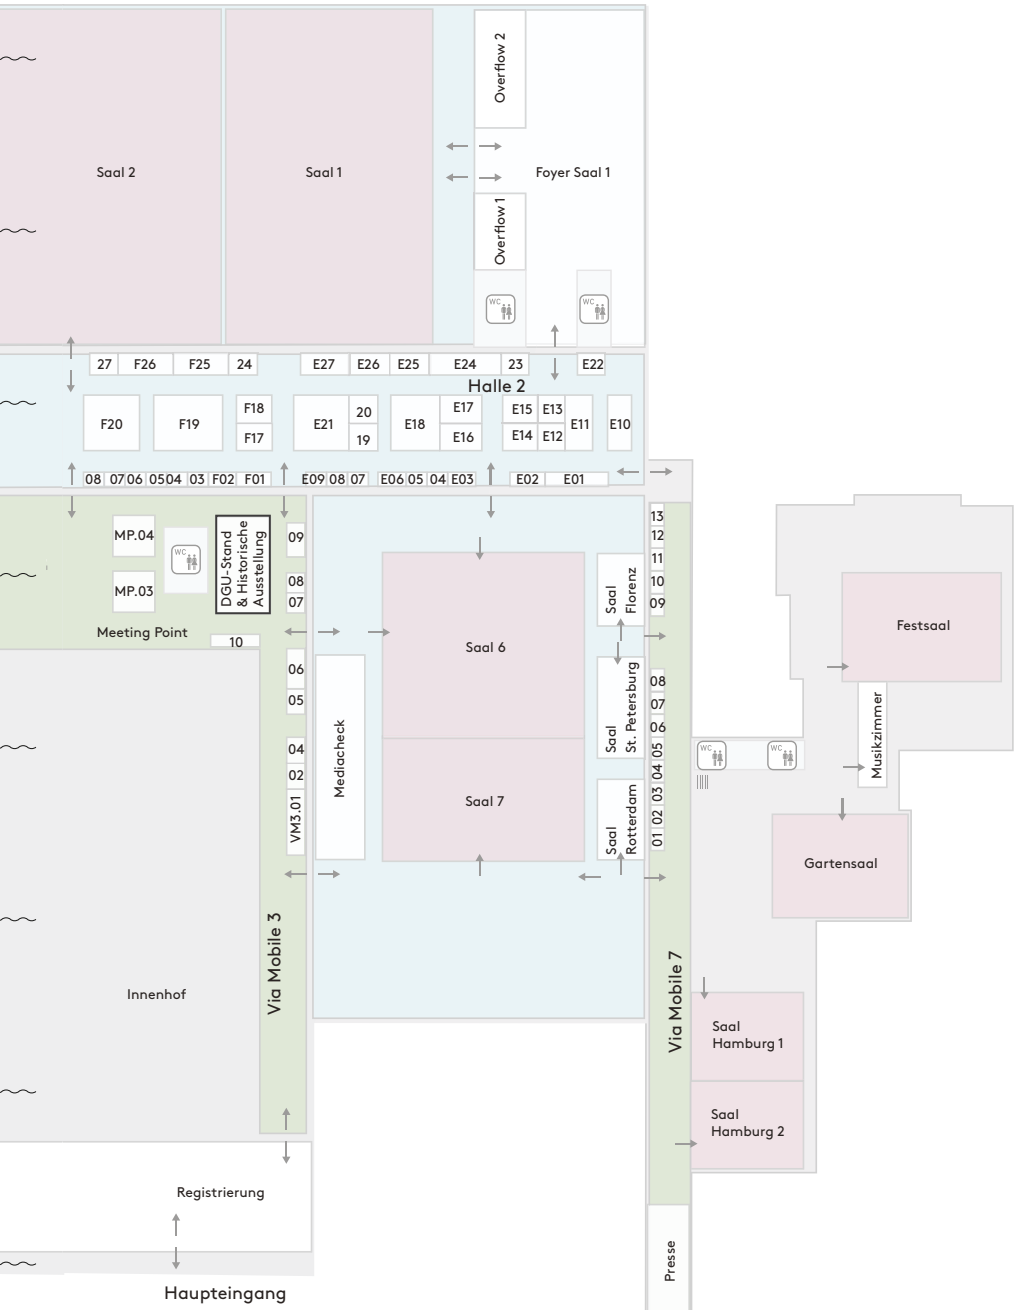 Overflow 2
Saal 2
Saal 1
Foyer Saal 1
Overflow 1
WC
WC
27 F26 F25 24 E27 E26 E25 E24 23 E22
Halle 2
F20 F19 F18 E21 20 E18 E17 E15 E13 E11 E10
F17 19 E16 E14 E12
08 07 06 05 04 03 F02 F01 E09 08 07 E06 05 04 E03 E02 E01
MP.04
WC
DGU-Stand
& Historische
Ausstellung
09
MP.03
08
07
Meeting Point
10
06
05
04
02
VM3.01
Via Mobile 3
Mediacheck
Saal 6
Saal 7
Saal
Florenz
Saal
St. Petersburg
Saal
Rotterdam
13
12
11
10
09
08
07
06
05
04
03
02
01
Via Mobile 7
Festsaal
Musikzimmer
WC
WC
Gartensaal
Innenhof
Saal
Hamburg 1
Saal
Hamburg 2
Registrierung
Presse
Haupteingang